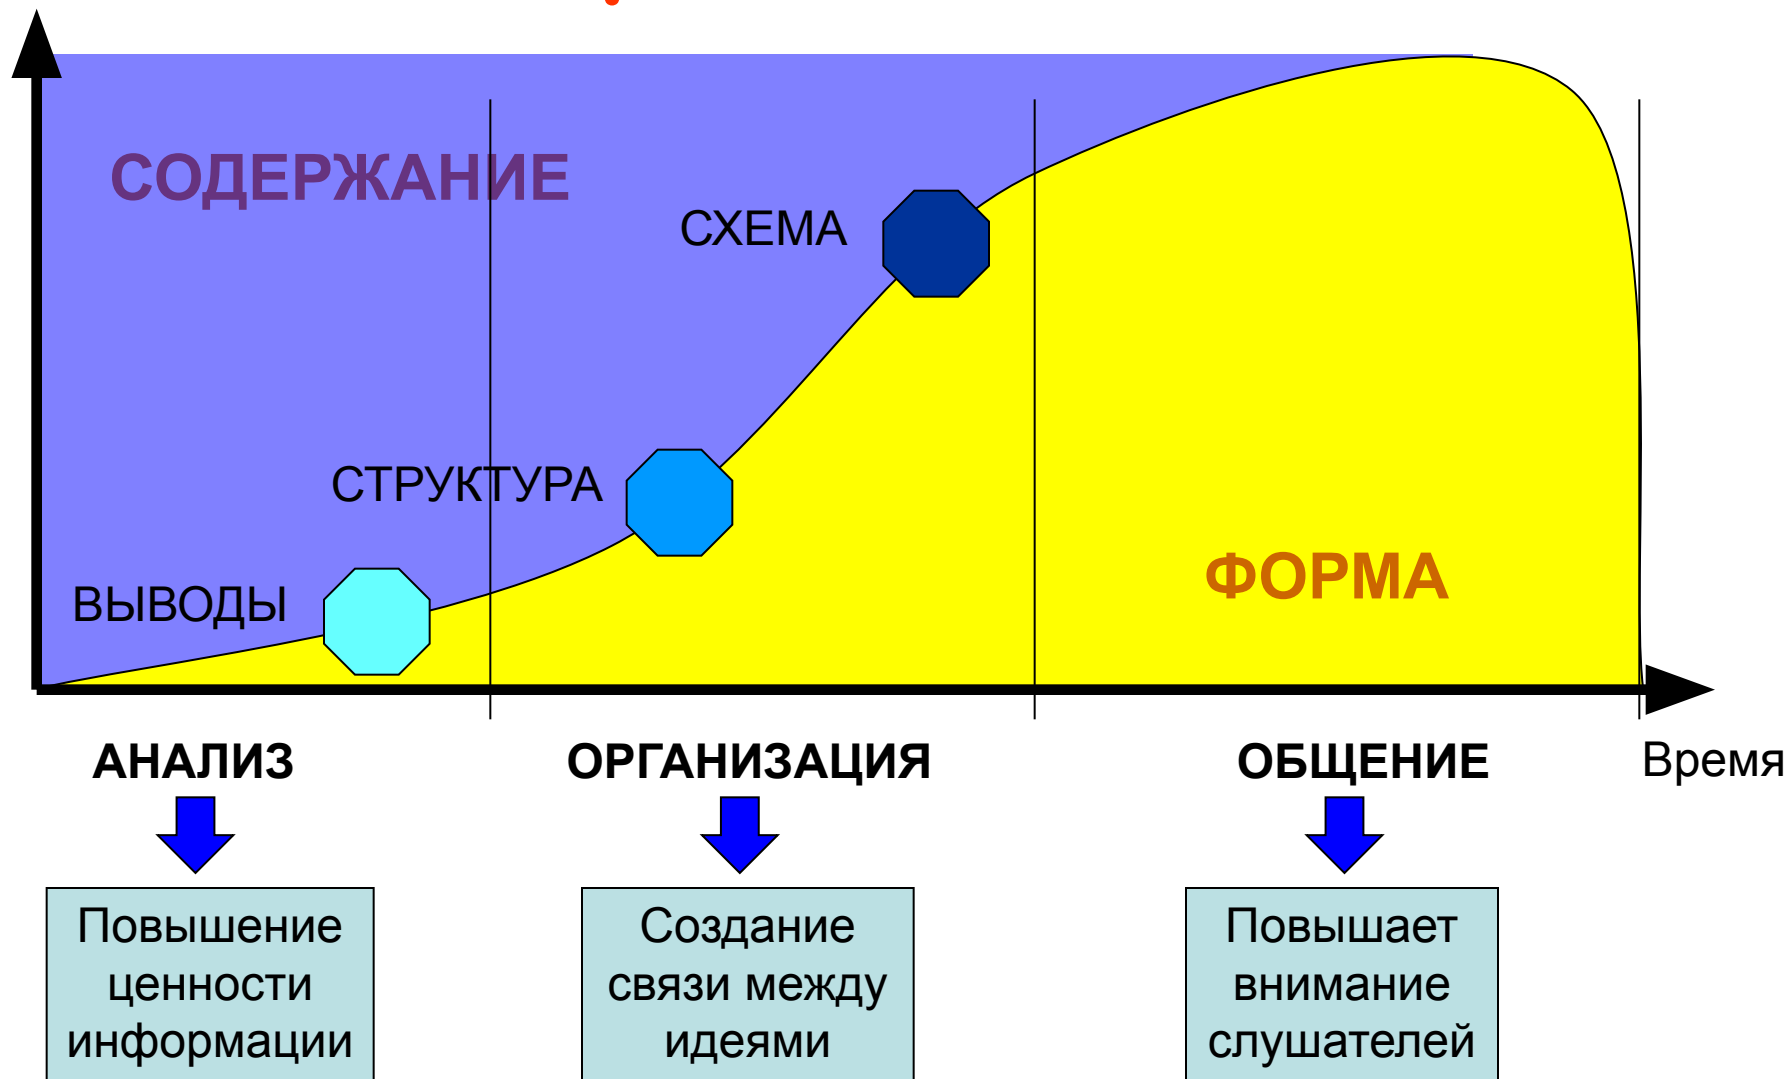 СОДЕРЖАНИЕ
СХЕМА
СТРУКТУРА
ФОРМА
ВЫВОДЫ
АНАЛИЗ
ОРГАНИЗАЦИЯ
ОБЩЕНИЕ
Время
Повышение
ценности
информации
Создание
связи между
идеями
Повышает
внимание
слушателей